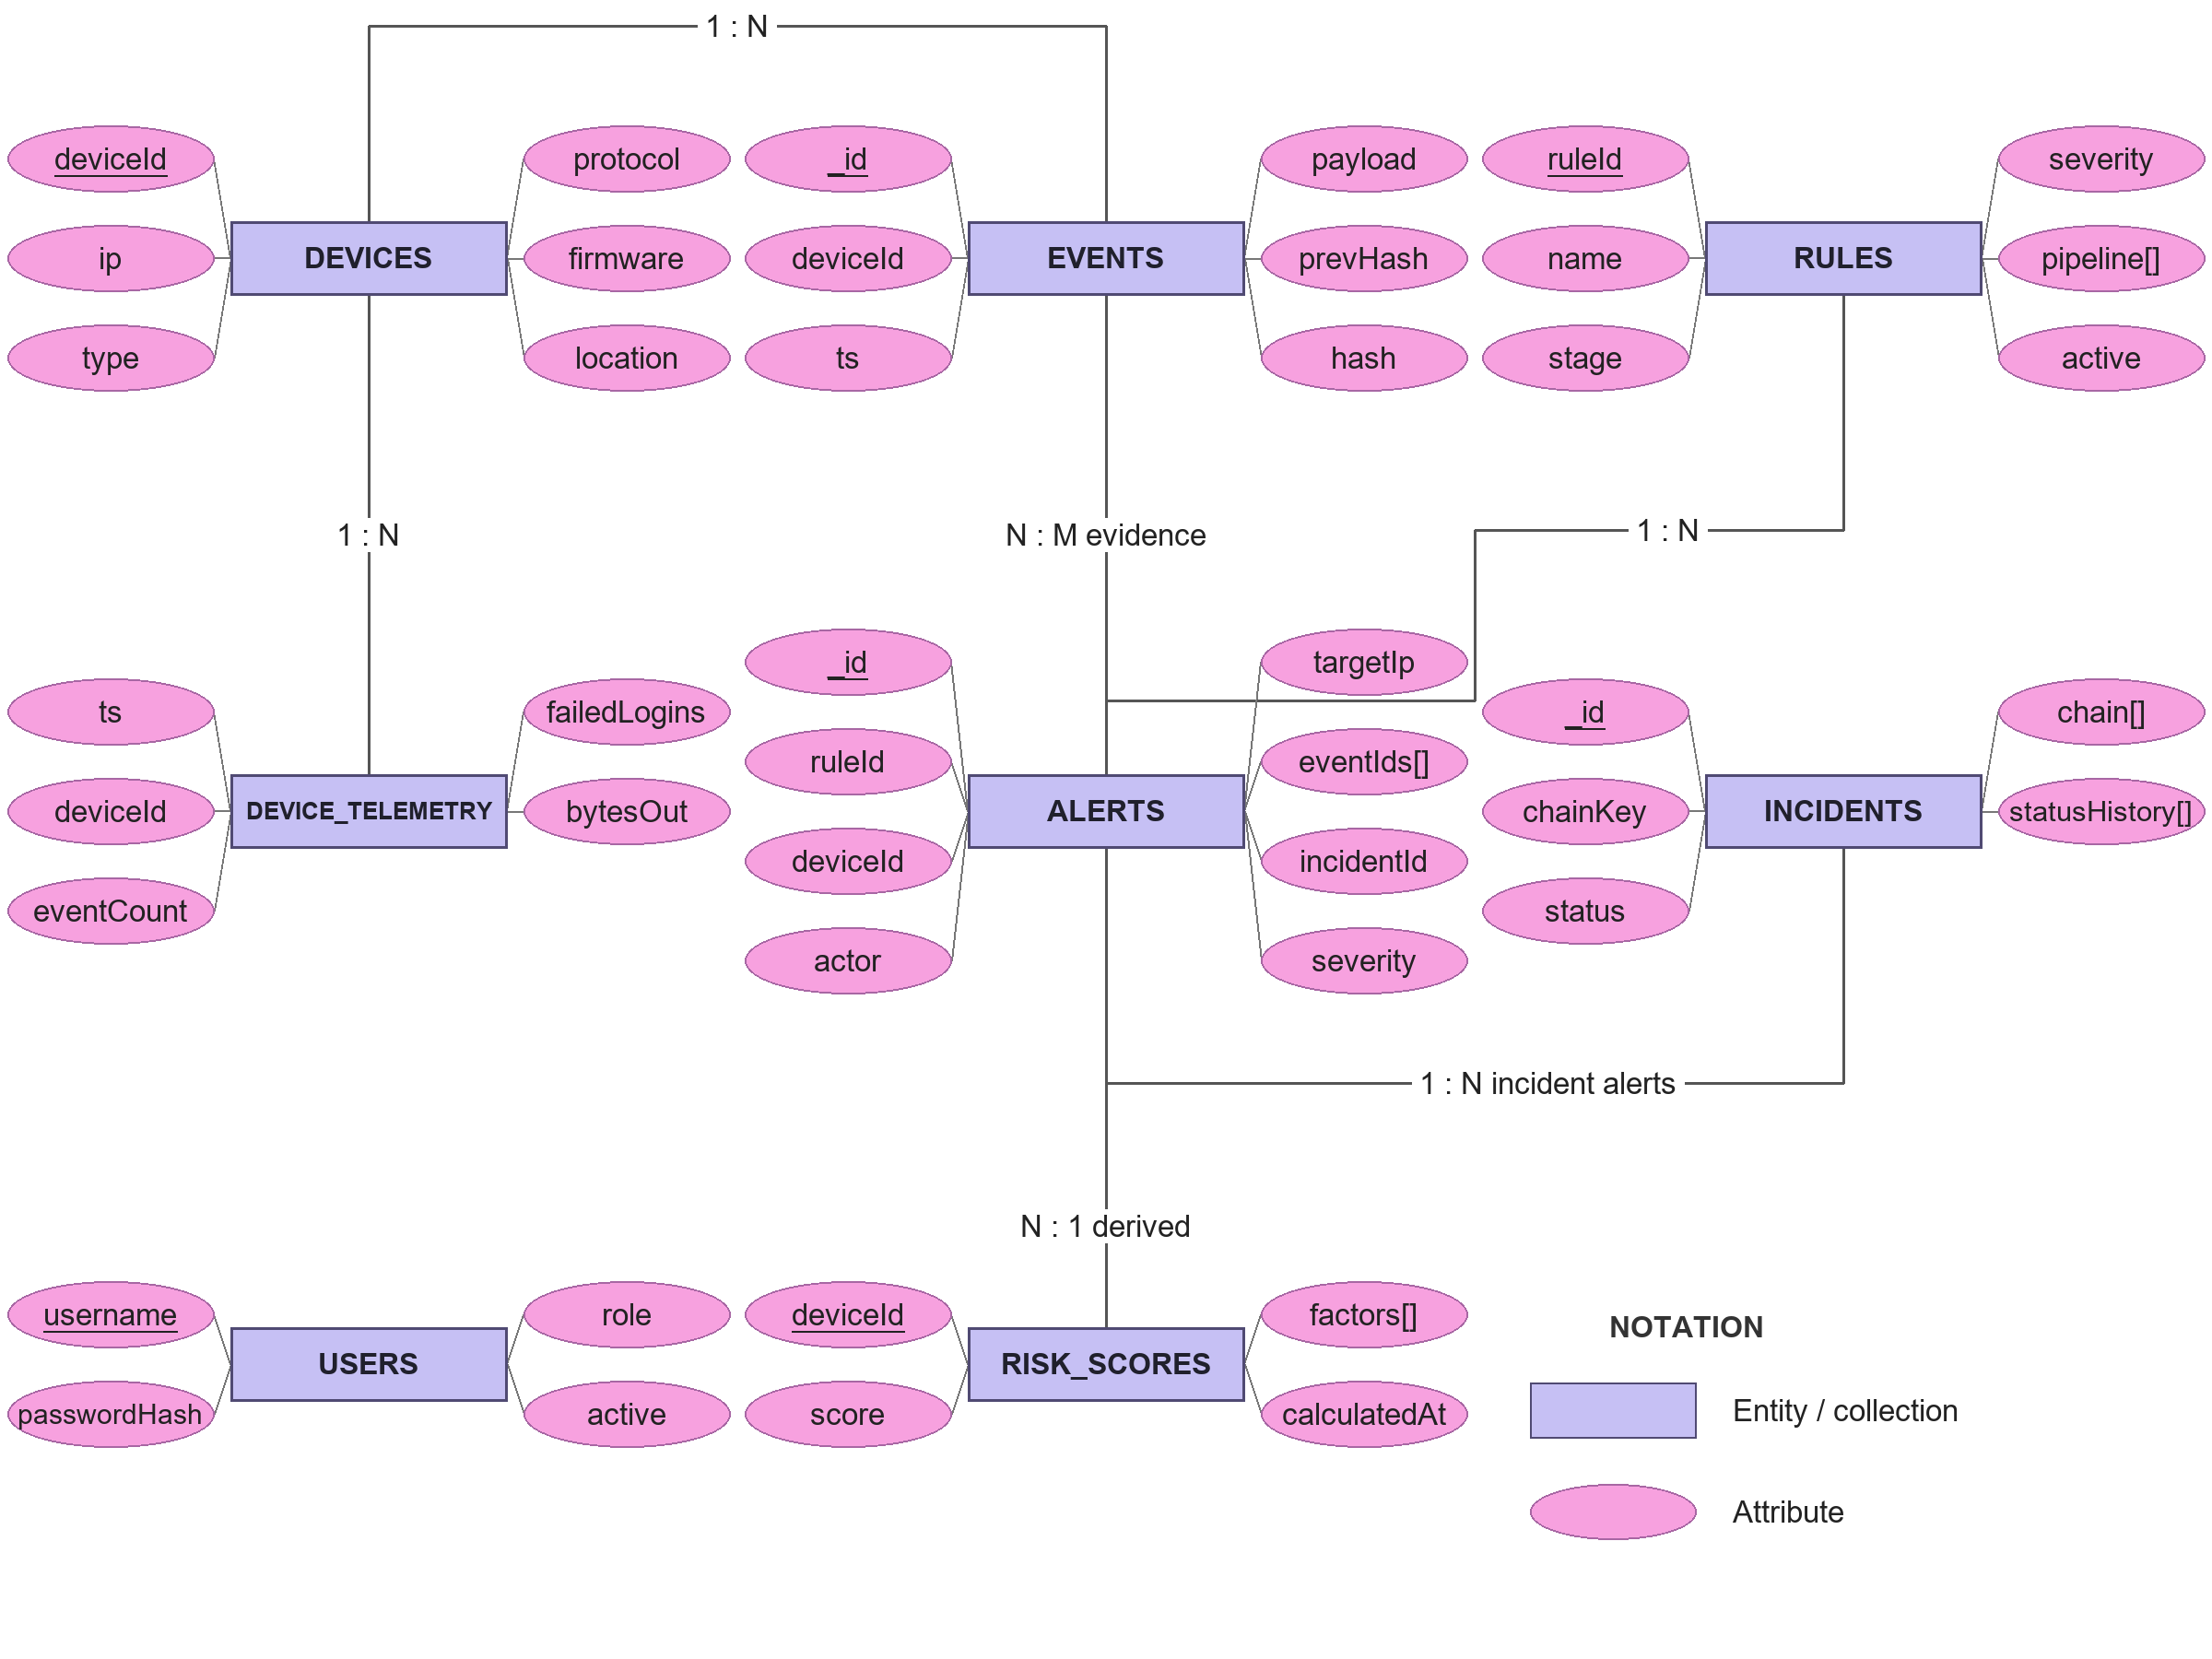 1 : N
deviceId
protocol
_id
payload
ruleId
severity
DEVICES
EVENTS
RULES
ip
firmware
deviceId
prevHash
name
pipeline[]
type
location
ts
hash
stage
active
1 : N
N : M evidence
1 : N
_id
targetIp
ts
failedLogins
_id
chain[]
ruleId
eventIds[]
deviceId
DEVICE_TELEMETRY
bytesOut
ALERTS
chainKey
INCIDENTS
statusHistory[]
deviceId
incidentId
eventCount
status
actor
severity
1 : N incident alerts
N : 1 derived
username
role
deviceId
factors[]
NOTATION
USERS
RISK_SCORES
passwordHash
active
score
calculatedAt
Entity / collection
Attribute